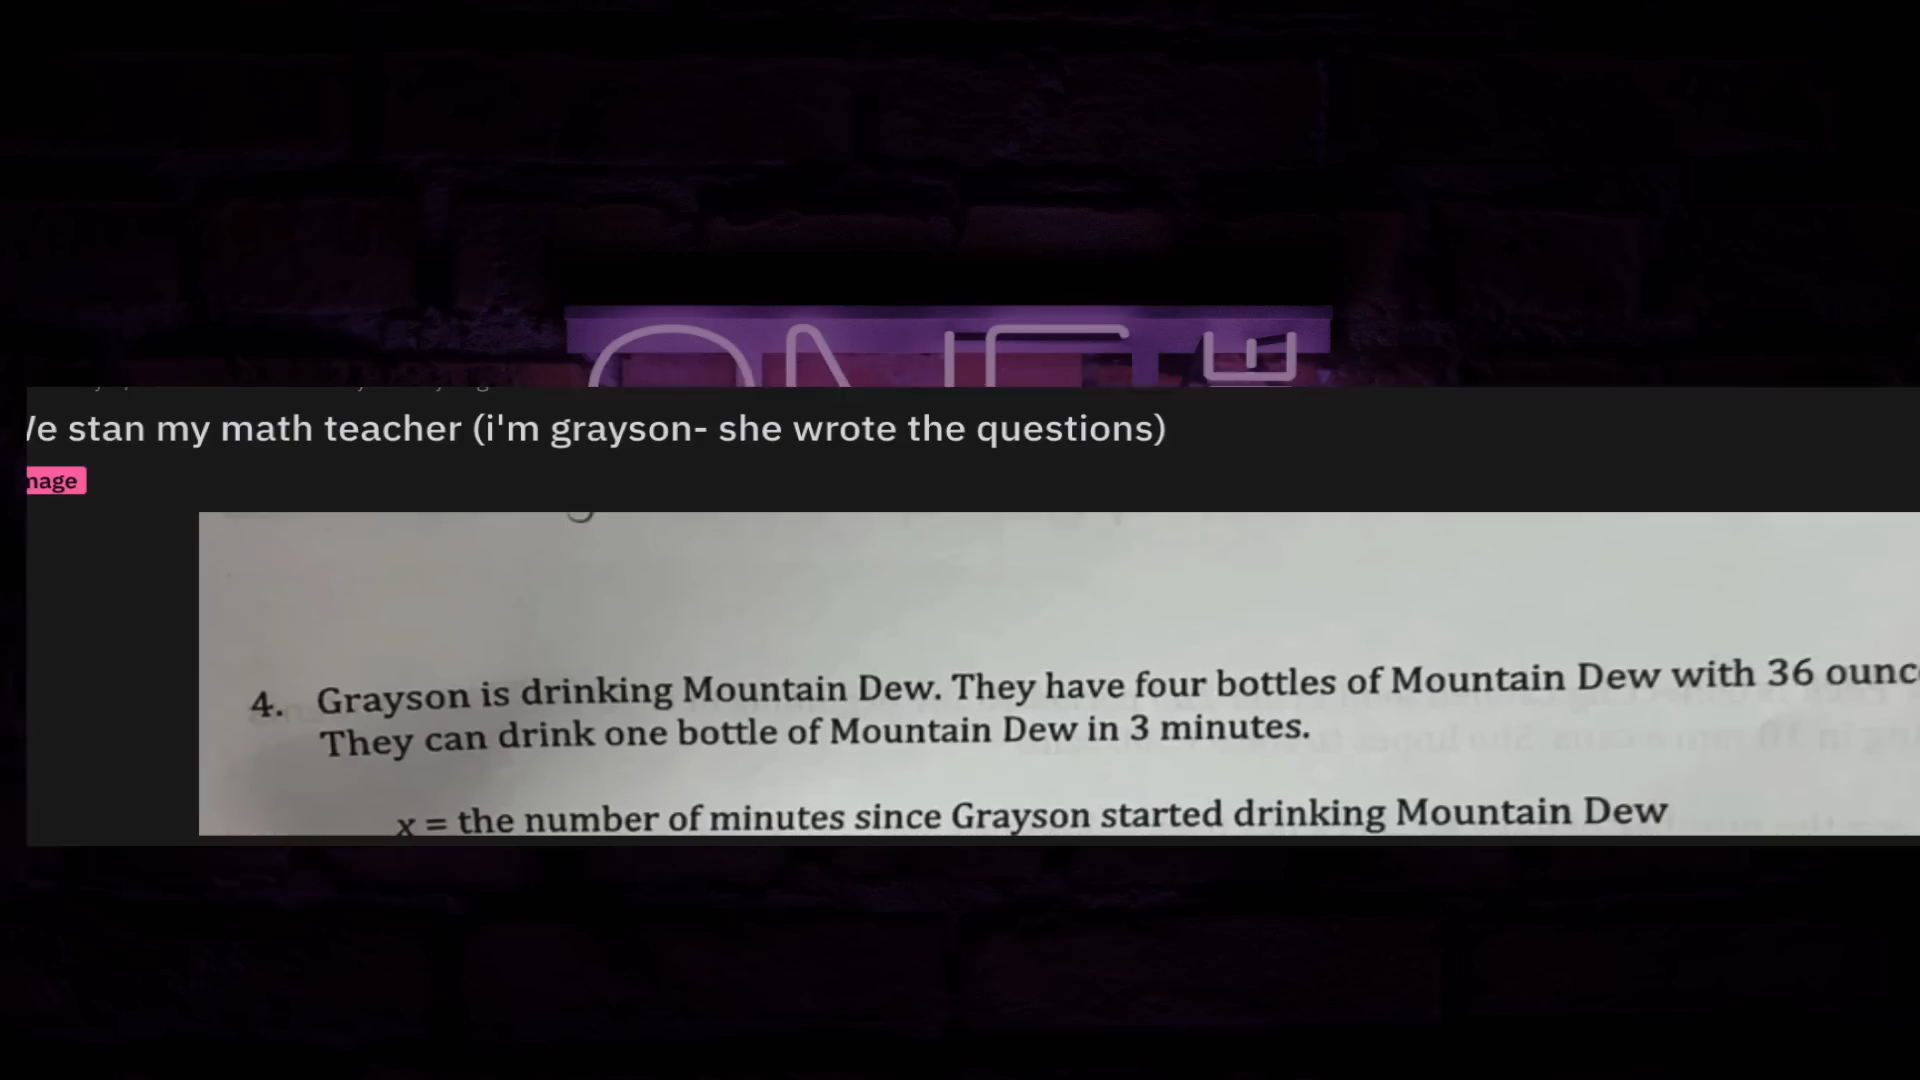 e stan my math teacher (i'm grayson- she wrote the questions)
mage
4. Grayson is drinking Mountain Dew. They have four bottles of Mountain Dew with 36 ounc
They can drink one bottle of Mountain Dew in 3 minutes.
x = the number of minutes since Grayson started drinking Mountain Dew